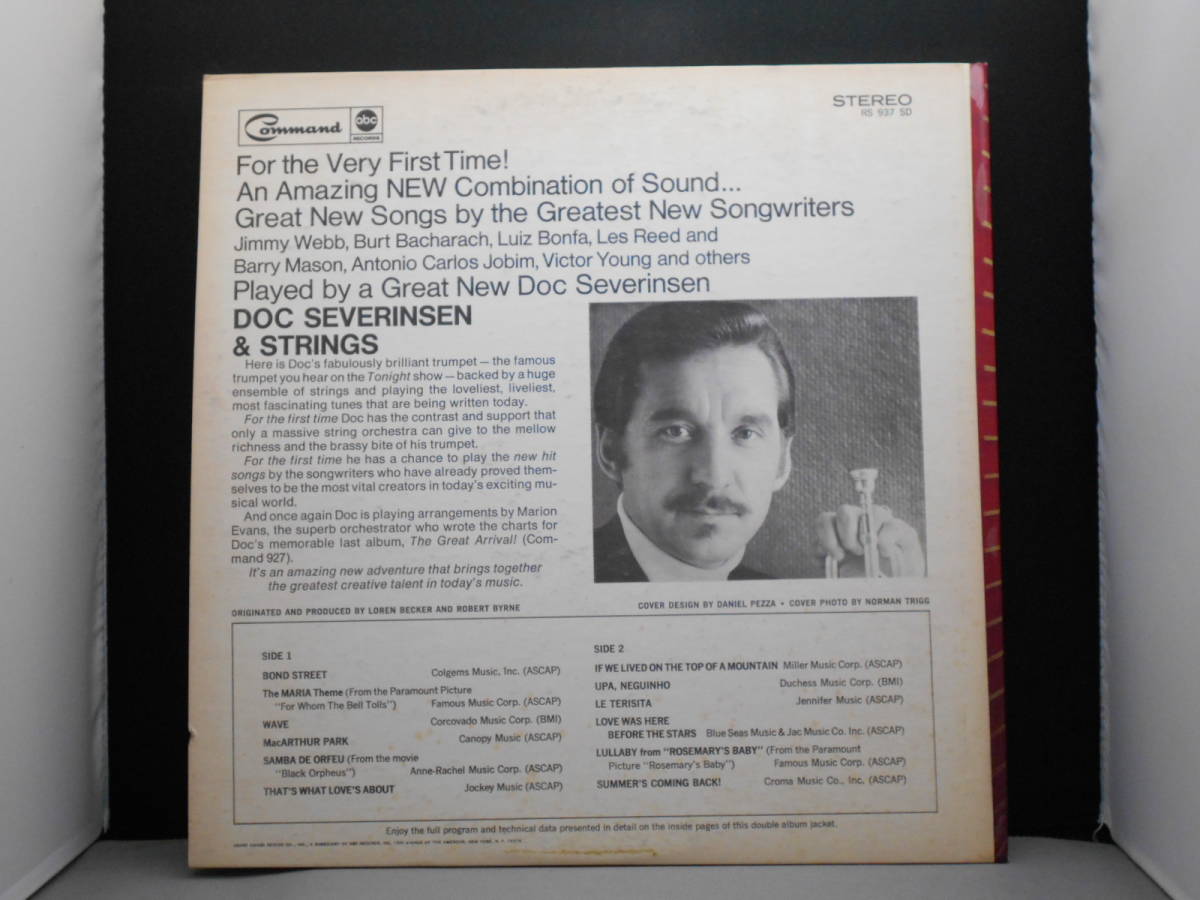 Command abc RECORDS
STEREO
RS 937 SD
For the Very First Time!
An Amazing NEW Combination of Sound...
Great New Songs by the Greatest New Songwriters
Jimmy Webb, Burt Bacharach, Luiz Bonfa, Les Reed and
Barry Mason, Antonio Carlos Jobim, Victor Young and others
Played by a Great New Doc Severinsen
DOC SEVERINSEN
& STRINGS
Here is Doc's fabulously brilliant trumpet — the famous
trumpet you hear on the Tonight show — backed by a huge
ensemble of strings and playing the loveliest, liveliest,
most fascinating tunes that are being written today.
For the first time Doc has the contrast and support that
only a massive string orchestra can give to the mellow
richness and the brassy bite of his trumpet.
For the first time he has a chance to play the new hit
songs by the songwriters who have already proved them-
selves to be the most vital creators in today's exciting mu-
sical world.
And once again Doc is playing arrangements by Marion
Evans, the superb orchestrator who wrote the charts for
Doc's memorable last album, The Great Arrival! (Com-
mand 927).
It's an amazing new adventure that brings together
the greatest creative talent in today's music.
ORIGINATED AND PRODUCED BY LOREN BECKER AND ROBERT BYRNE
COVER DESIGN BY DANIEL PEZZA • COVER PHOTO BY NORMAN TRIGG
SIDE 1
BOND STREET Colgems Music, Inc. (ASCAP)
The MARIA Theme (From the Paramount Picture
"For Whom The Bell Tolls") Famous Music Corp. (ASCAP)
WAVE Corcovado Music Corp. (BMI)
MacARTHUR PARK Canopy Music (ASCAP)
SAMBA DE ORFEU (From the movie
"Black Orpheus") Anne-Rachel Music Corp. (ASCAP)
THAT'S WHAT LOVE'S ABOUT Jockey Music (ASCAP)
SIDE 2
IF WE LIVED ON THE TOP OF A MOUNTAIN Miller Music Corp. (ASCAP)
UPA, NEGUINHO Duchess Music Corp. (BMI)
LE TERISITA Jennifer Music (ASCAP)
LOVE WAS HERE
BEFORE THE STARS Blue Seas Music & Jac Music Co. Inc. (ASCAP)
LULLABY from "ROSEMARY'S BABY" (From the Paramount
Picture "Rosemary's Baby") Famous Music Corp. (ASCAP)
SUMMER'S COMING BACK! Croma Music Co., Inc. (ASCAP)
Enjoy the full program and technical data presented in detail on the inside pages of this double album jacket.